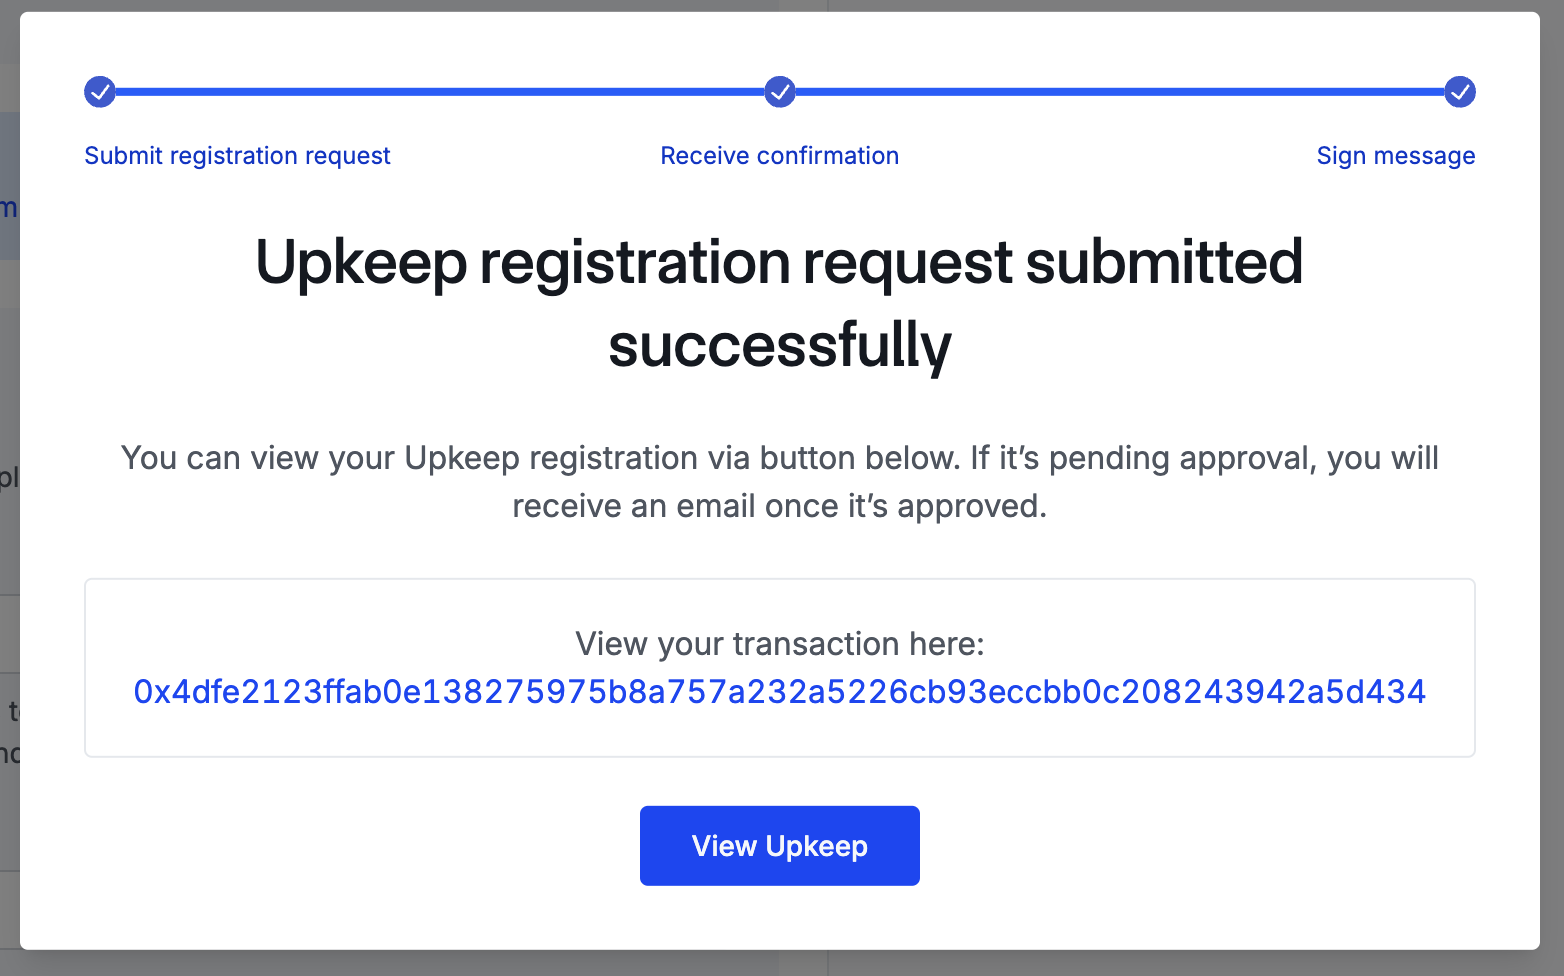 Submit registration request
Receive confirmation
Sign message
Upkeep registration request submitted
successfully
You can view your Upkeep registration via button below. If it’s pending approval, you will
receive an email once it’s approved.
View your transaction here:
0x4dfe2123ffab0e138275975b8a757a232a5226cb93eccbb0c208243942a5d434
View Upkeep